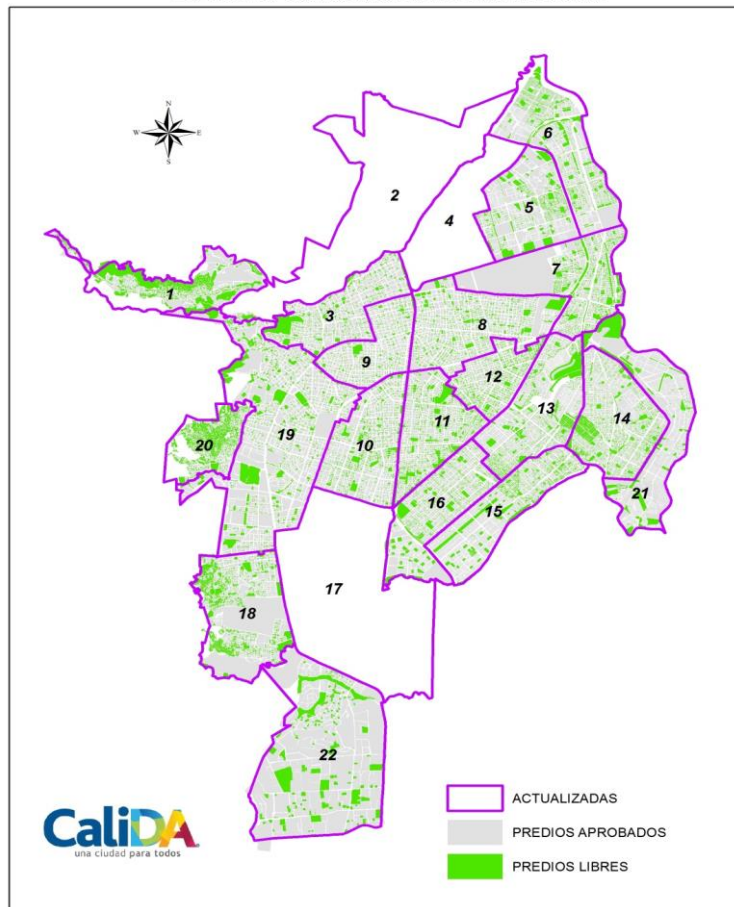 N
W E
S
6
2
4
5
7
1
3
8
9
12
13
14
11
20
19
10
21
16
15
17
18
22
CaliDA
una ciudad para todos
ACTUALIZADAS
PREDIOS APROBADOS
PREDIOS LIBRES